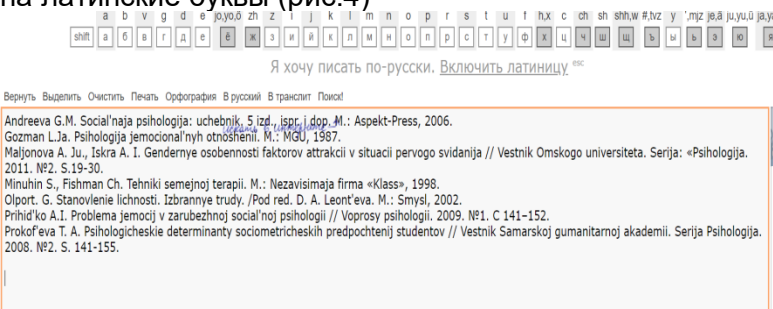 на латинские буквы (рис.4)
a b v g d e jo,yo,ö zh z i j k l m n o p r s t u f h,x c ch sh shh,w #,tvz y ',mjz je,ä ju,yu,ü ja,y
shift а б в г д е ё ж з и й к л м н о п р с т у ф х ц ч ш щ ъ ы ь э ю я
Я хочу писать по-русски. Включить латиницу esc
Вернуть Выделить Очистить Печать Орфография В русский В транслит Поиск!
Andreeva G.M. Social'naja psihologija: uchebnik, 5 izd., ispr. i dop. M.: Aspekt-Press, 2006.
Gozman L.Ja. Psihologija jemocional'nyh otnoshenii. M.: MGU, 1987.
Maljonova A. Ju., Iskra A. I. Gendernye osobennosti faktorov attrakcii v situacii pervogo svidanija // Vestnik Omskogo universiteta. Serija: «Psihologija.
2011. №2. S.19-30.
Minuhin S., Fishman Ch. Tehniki semejnoj terapii. M.: Nezavisimaja firma «Klass», 1998.
Olport. G. Stanovlenie lichnosti. Izbrannye trudy. /Pod red. D. A. Leont'eva. M.: Smysl, 2002.
Prihid'ko A.I. Problema jemocij v zarubezhnoj social'noj psihologii // Voprosy psihologii. 2009. №1. C 141–152.
Prokof'eva T. A. Psihologicheskie determinanty sociometricheskih predpochtenij studentov // Vestnik Samarskoj gumanitarnoj akademii. Serija Psihologija.
2008. №2. S. 141-155.